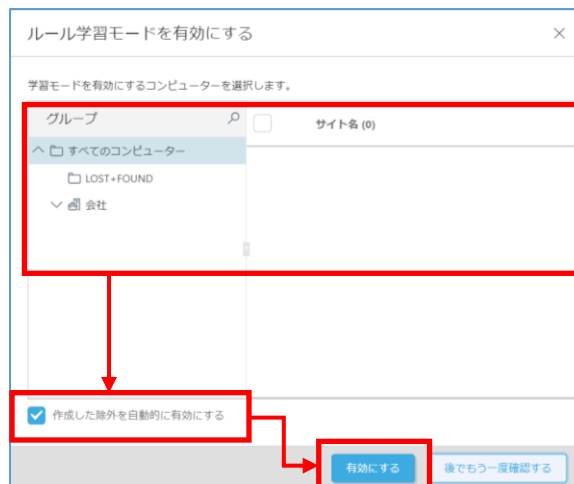 ルール学習モードを有効にする
学習モードを有効にするコンピューターを選択します。
グループ
サイト名 (0)
すべてのコンピューター
LOST+FOUND
会社
作成した除外を自動的に有効にする
有効にする
後でもう一度確認する